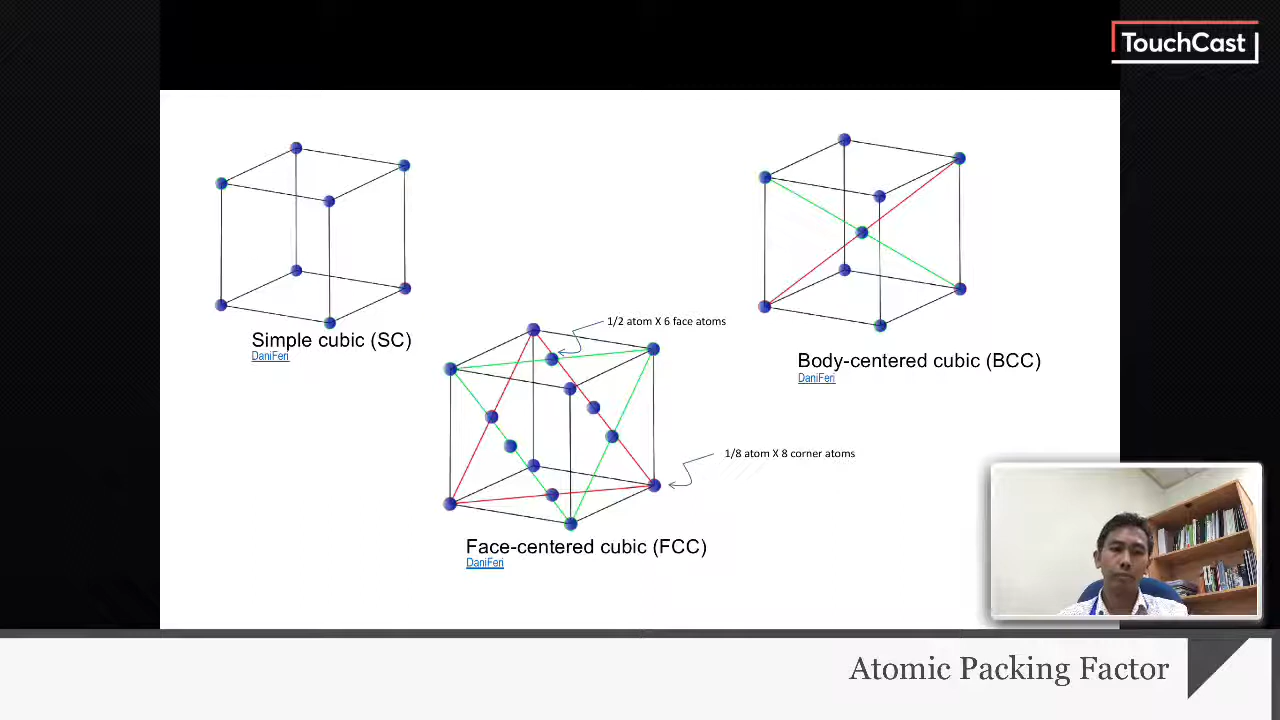 TouchCast
Simple cubic (SC)
DaniFeri
1/2 atom X 6 face atoms
Body-centered cubic (BCC)
DaniFeri
1/8 atom X 8 corner atoms
Face-centered cubic (FCC)
DaniFeri
Atomic Packing Factor